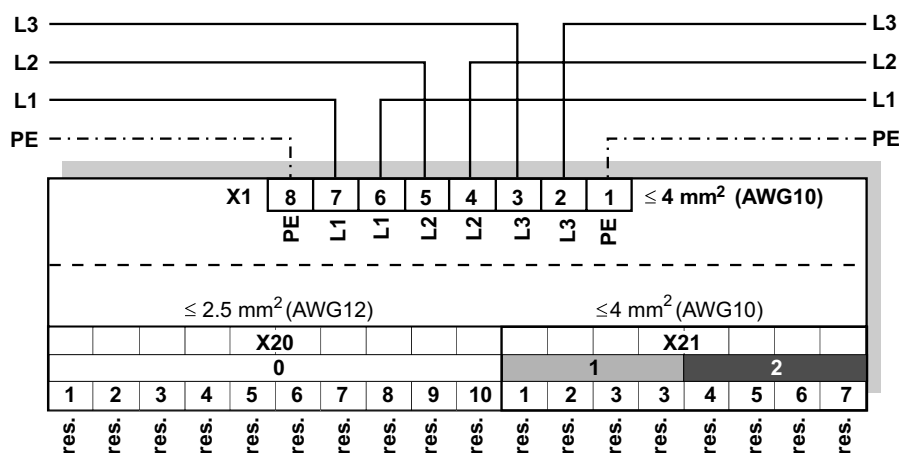 L3 L3
L2 L2
L1 L1
PE PE
X1 8 7 6 5 4 3 2 1 ≤ 4 mm² (AWG10)
PE L1 L1 L2 L2 L3 L3 PE
≤ 2.5 mm² (AWG12) ≤4 mm² (AWG10)
X20 X21
0 1 2
1 2 3 4 5 6 7 8 9 10 1 2 3 3 4 5 6 7
res. res. res. res. res. res. res. res. res. res. res. res. res. res. res. res. res. res.